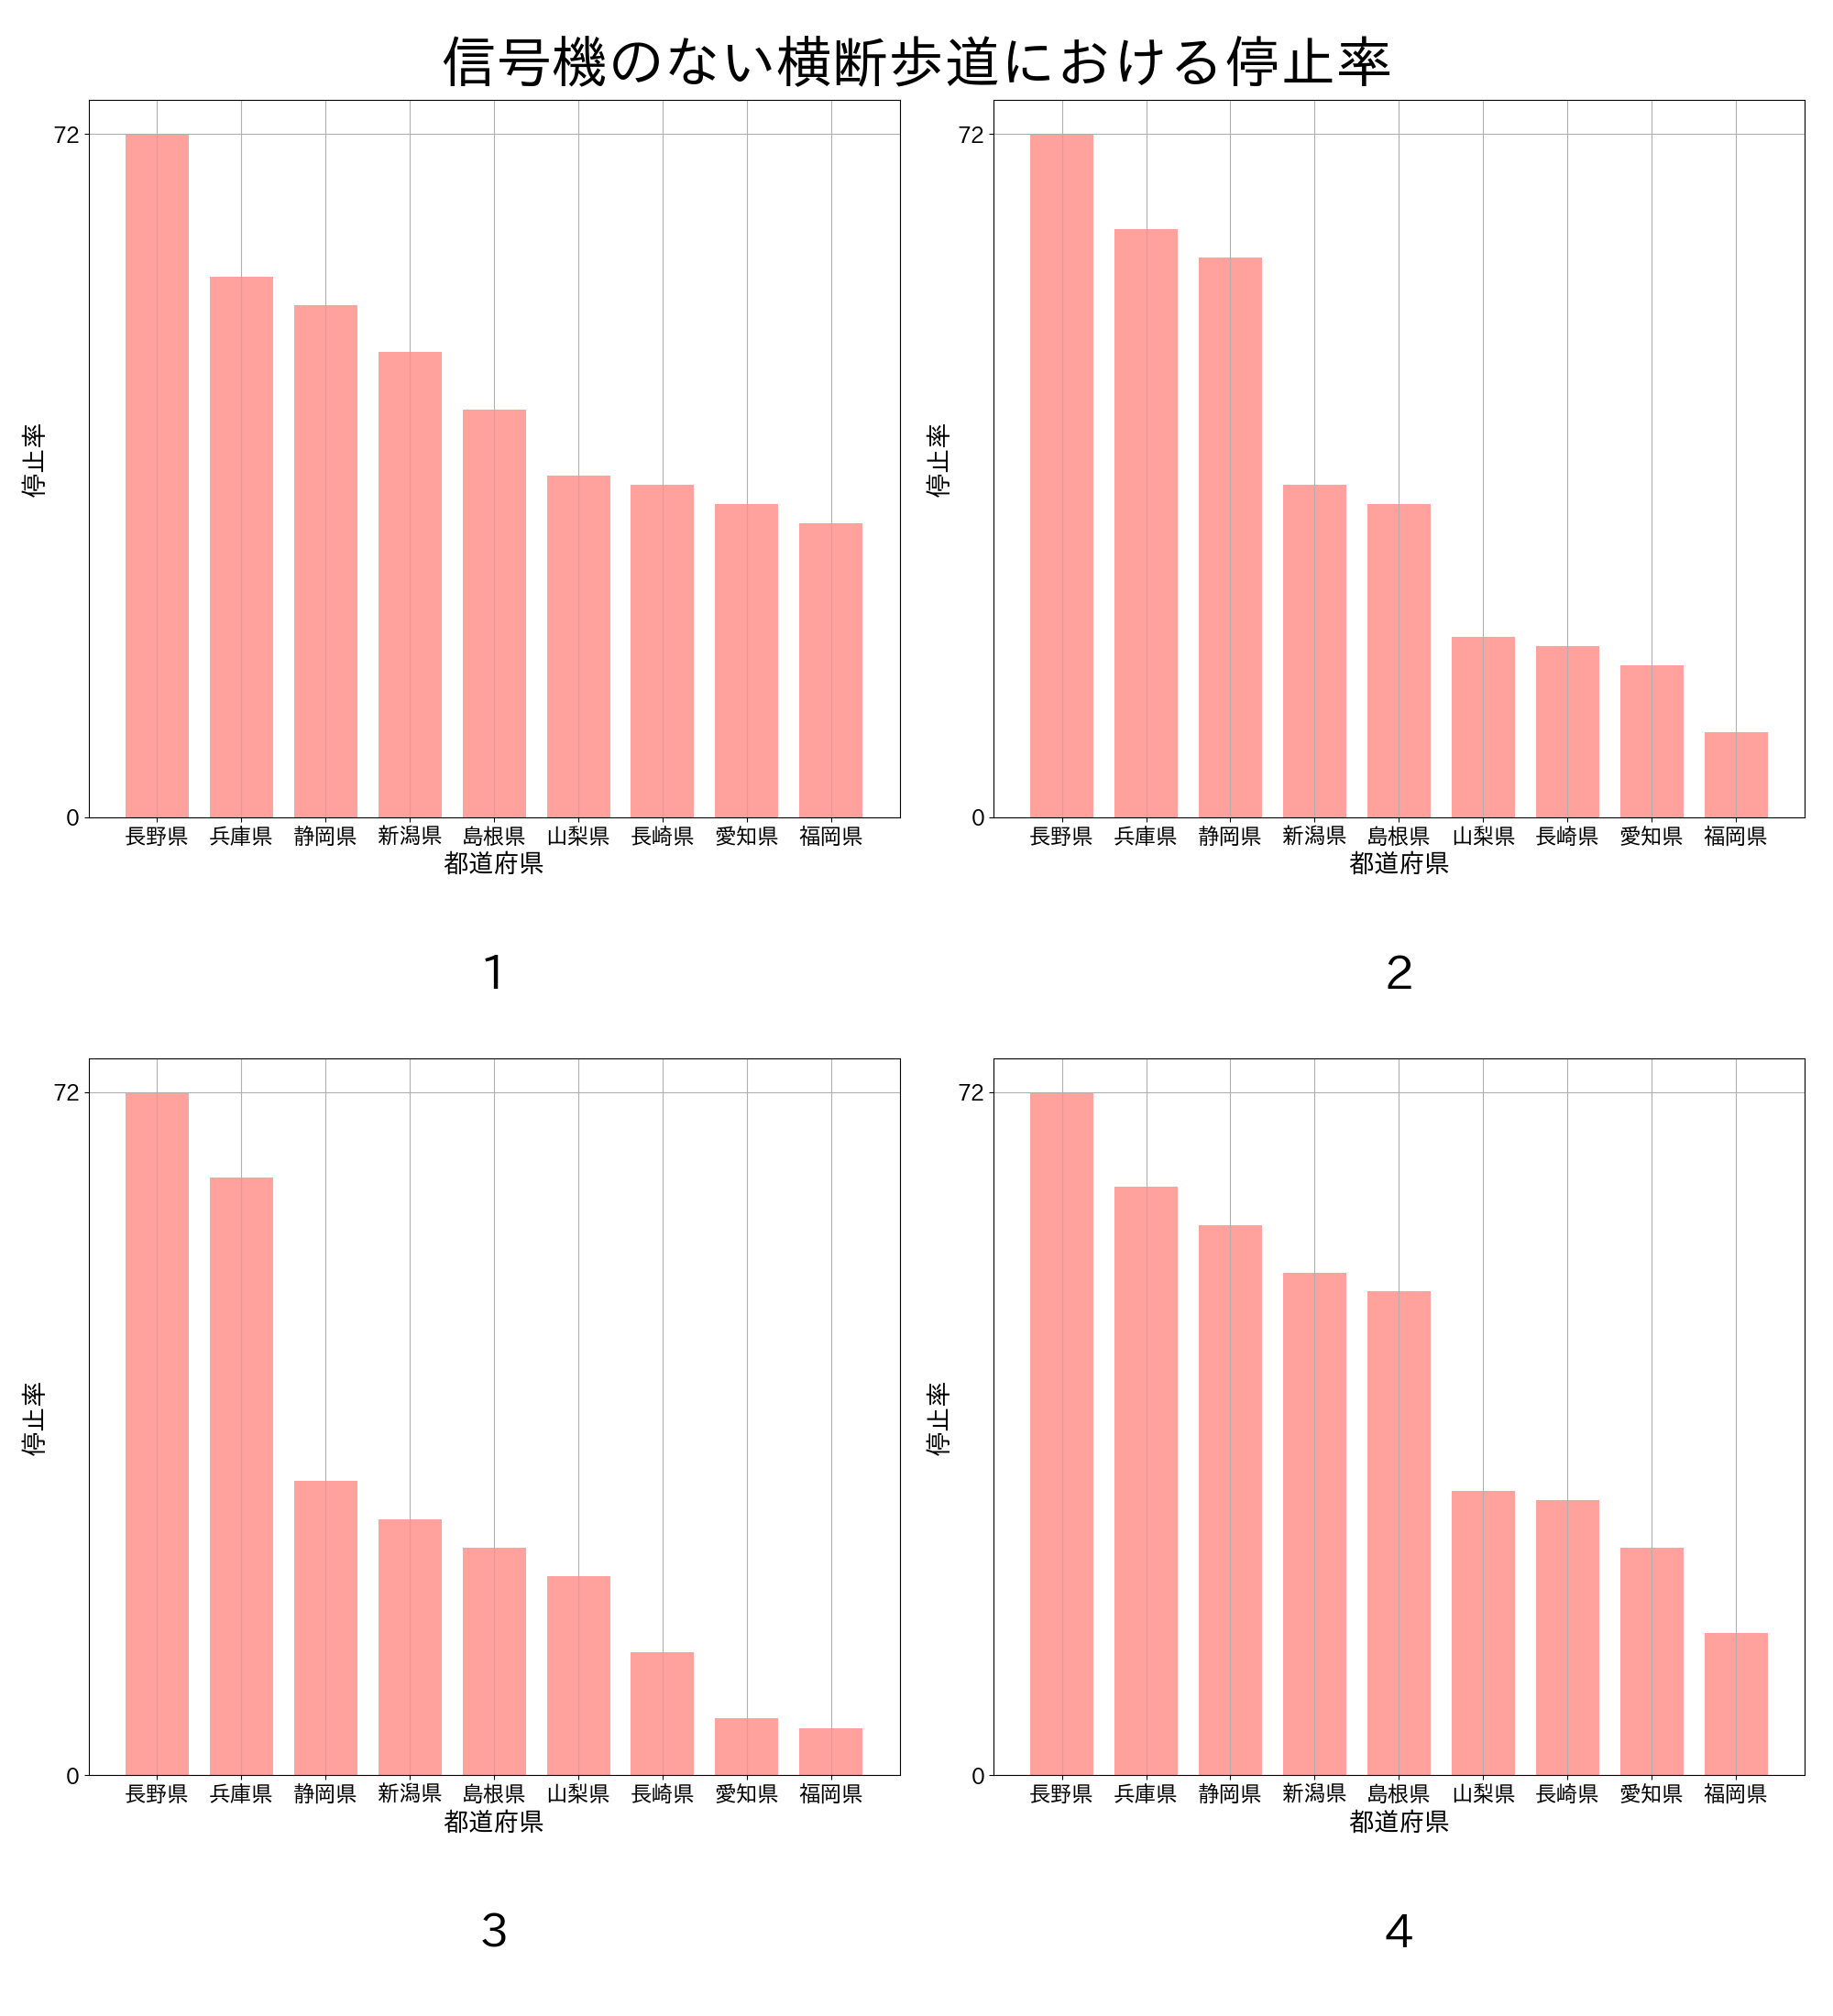 信号機のない横断歩道における停止率
72
0
停止率
長野県 兵庫県 静岡県 新潟県 島根県 山梨県 長崎県 愛知県 福岡県
都道府県
1
72
0
停止率
長野県 兵庫県 静岡県 新潟県 島根県 山梨県 長崎県 愛知県 福岡県
都道府県
2
72
0
停止率
長野県 兵庫県 静岡県 新潟県 島根県 山梨県 長崎県 愛知県 福岡県
都道府県
3
72
0
停止率
長野県 兵庫県 静岡県 新潟県 島根県 山梨県 長崎県 愛知県 福岡県
都道府県
4